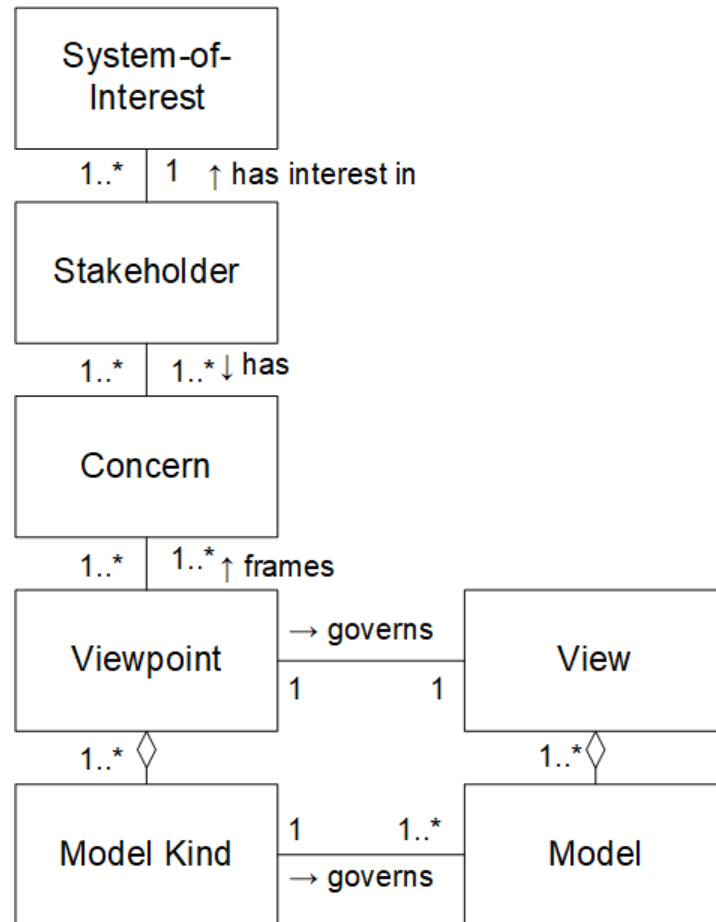 System-of-
Interest
1..* 1 ↑ has interest in
Stakeholder
1..* 1..* ↓ has
Concern
1..* 1..* ↑ frames
→ governs
Viewpoint View
1 1
1..* 1..*
1 1..*
Model Kind Model
→ governs